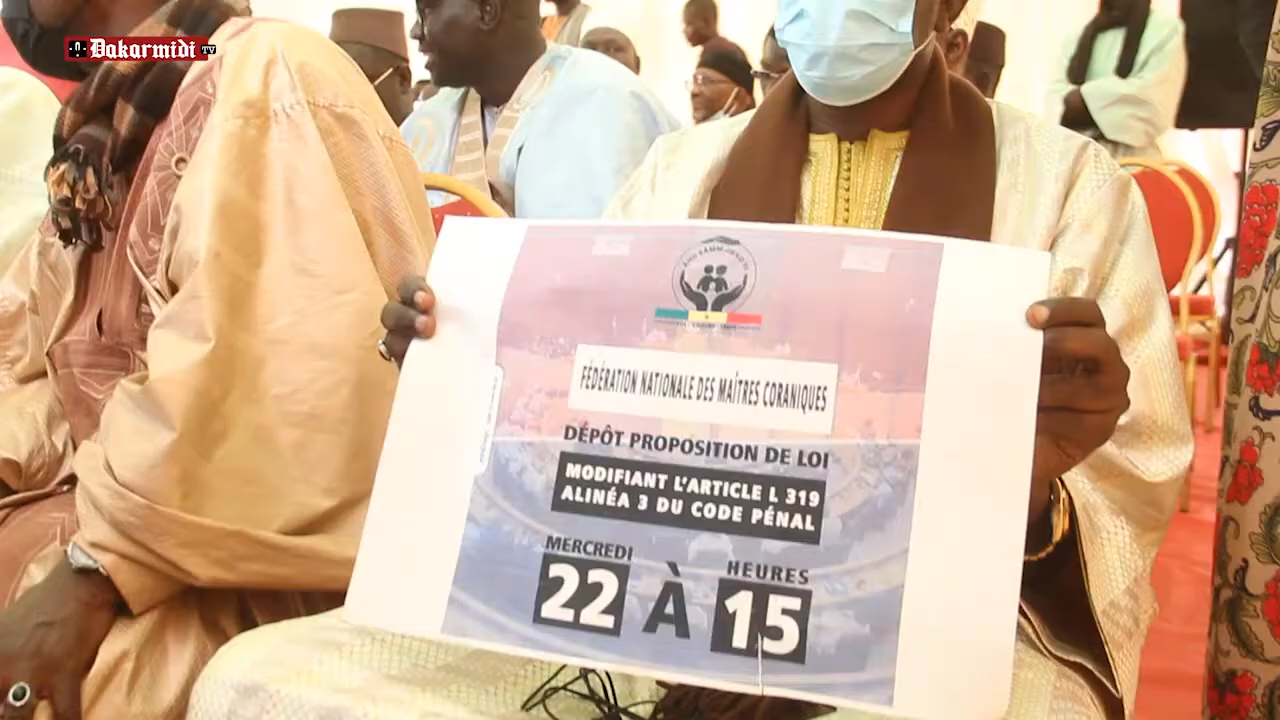 Dakarmidi TV
FÉDÉRATION NATIONALE DES MAÎTRES CORANIQUES
DÉPÔT PROPOSITION DE LOI
MODIFIANT L'ARTICLE L 319
ALINÉA 3 DU CODE PÉNAL
MERCREDI
22 À
HEURES
15